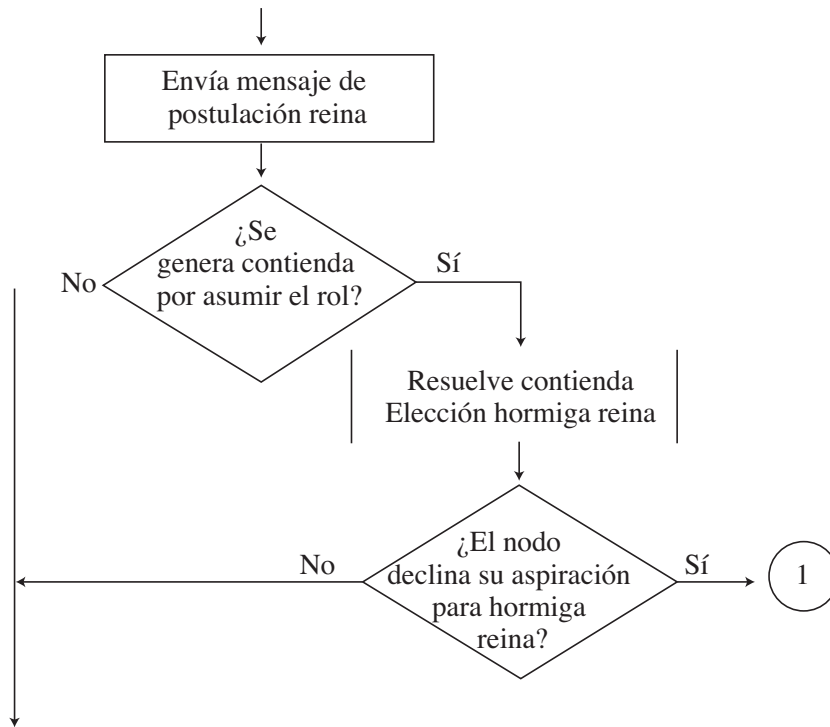 Envía mensaje de
postulación reina
¿Se
genera contienda
por asumir el rol?
No
Sí
Resuelve contienda
Elección hormiga reina
¿El nodo
declina su aspiración
para hormiga
reina?
No
Sí
1